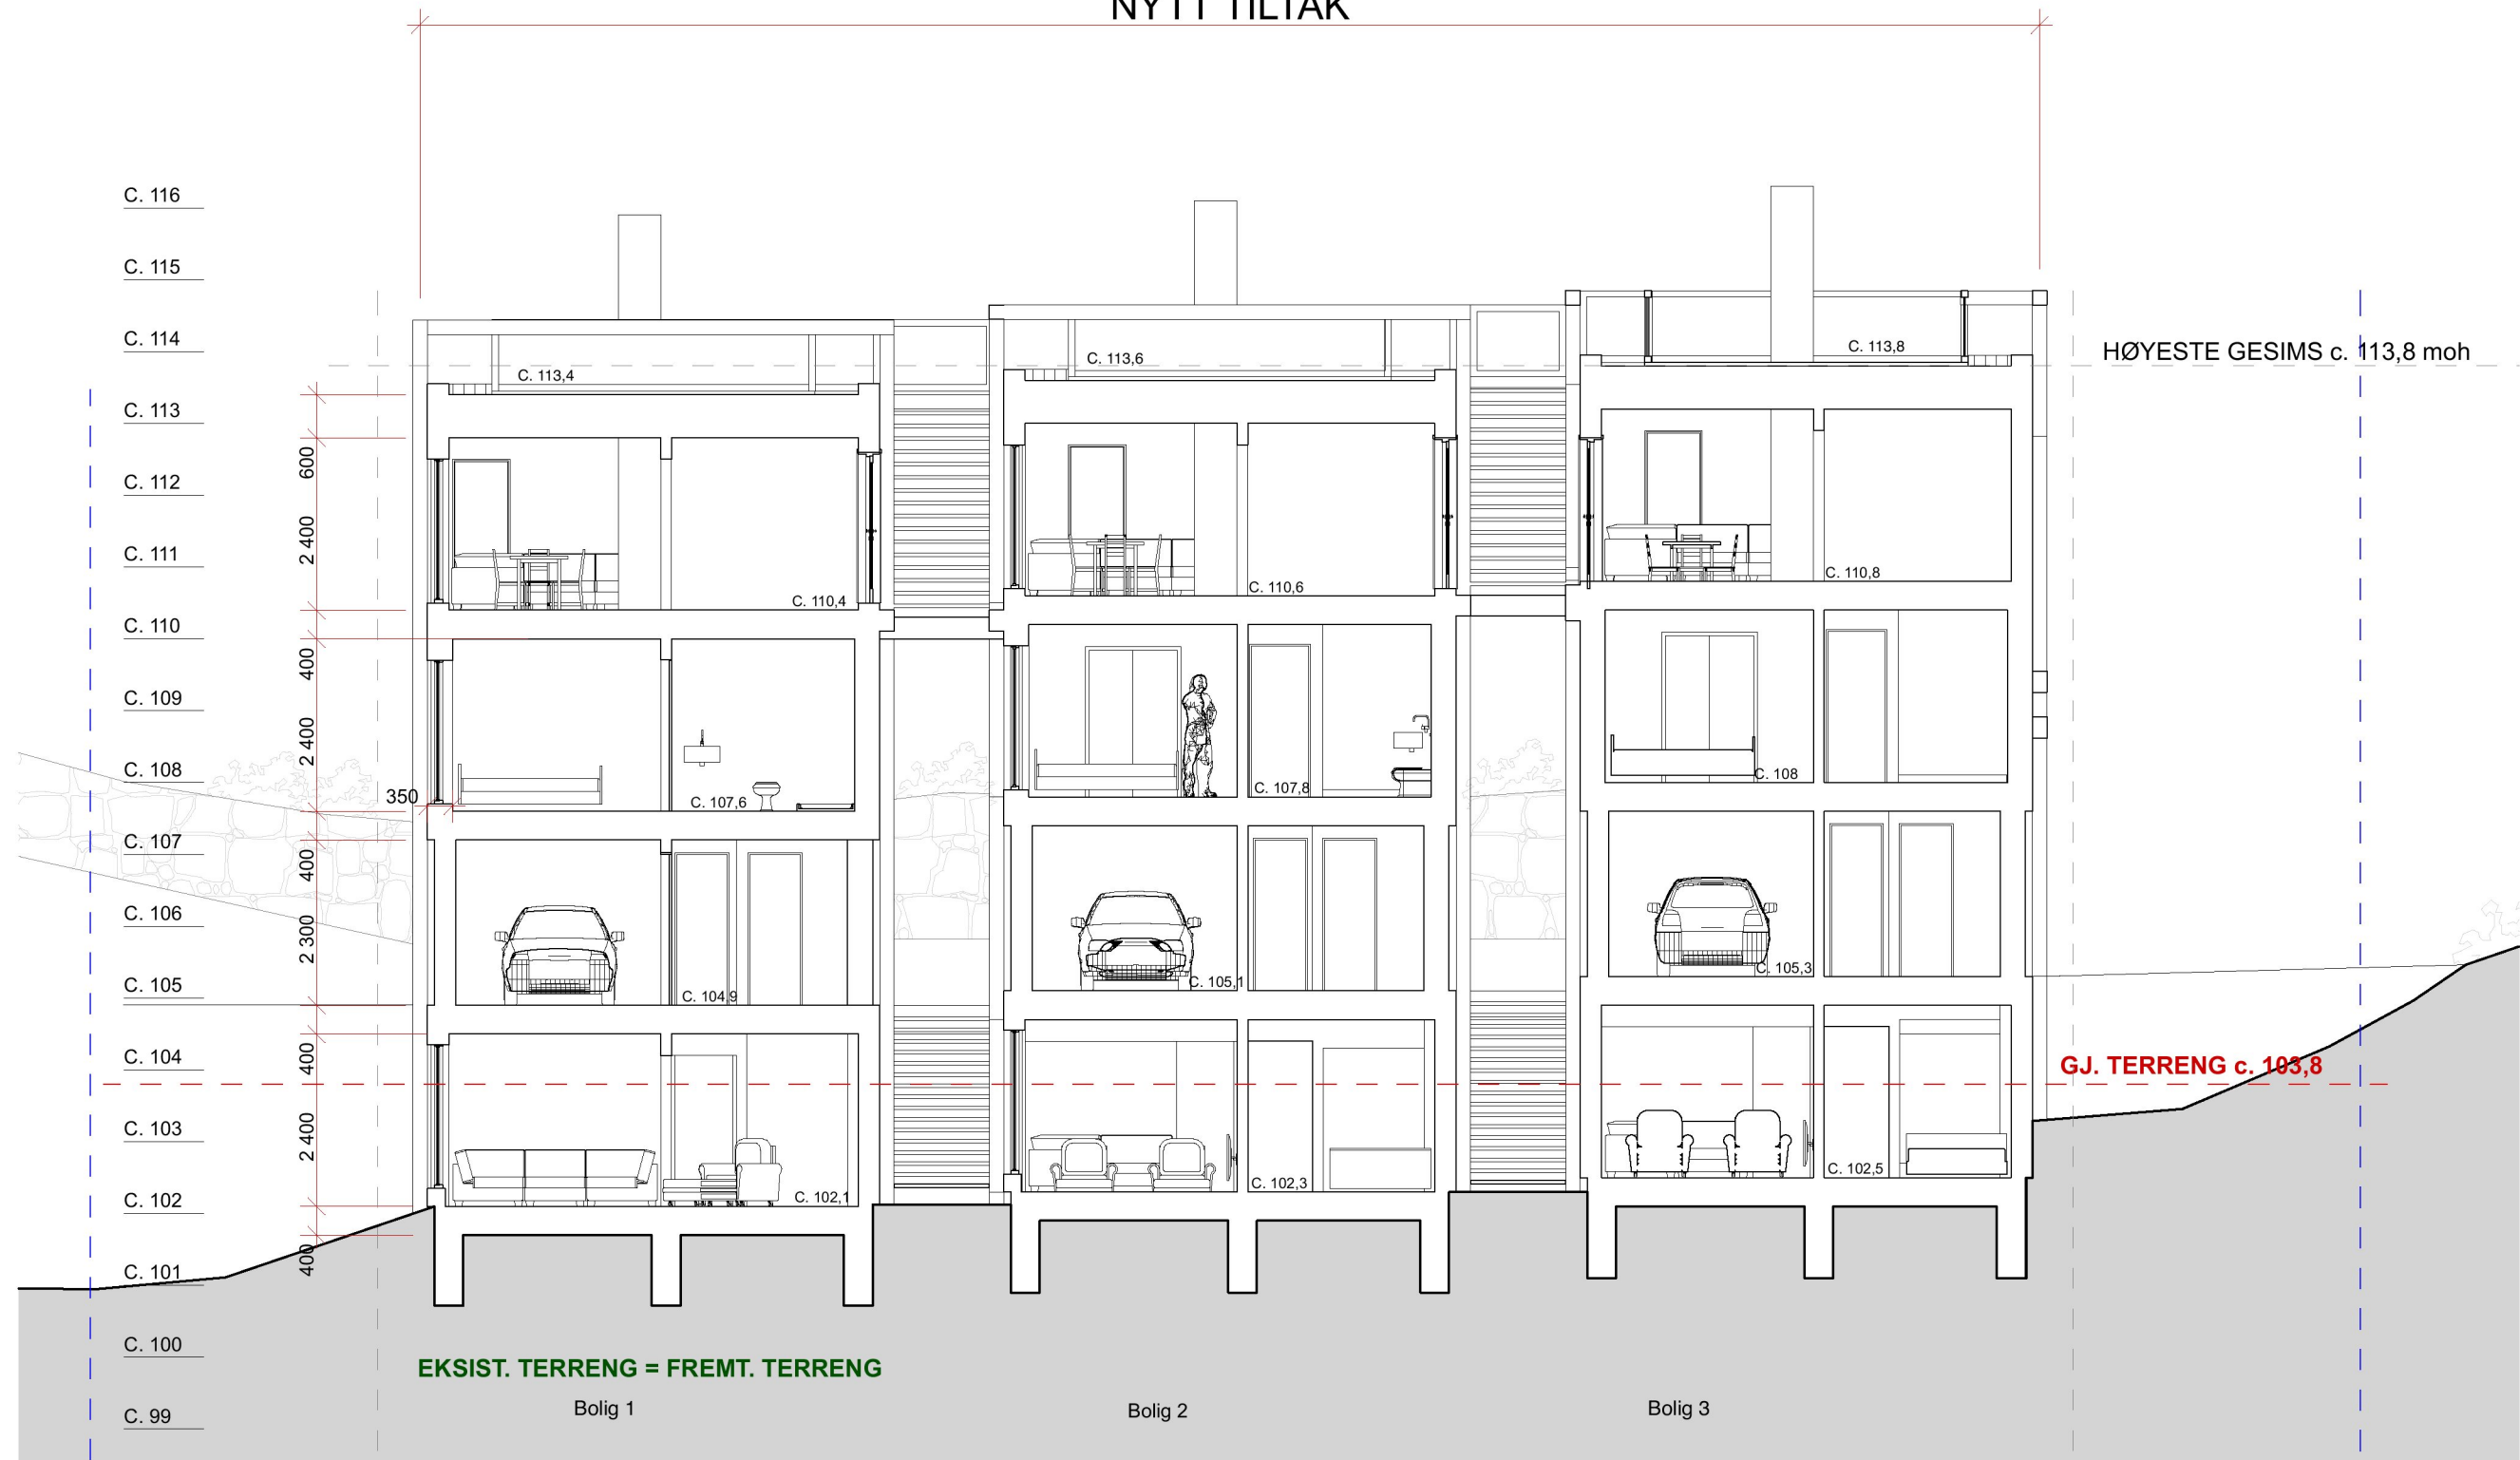 NYTT TILTAK
C. 116
C. 115
C. 114
C. 113
C. 112
C. 111
C. 110
C. 109
C. 108
C. 107
C. 106
C. 105
C. 104
C. 103
C. 102
C. 101
C. 100
C. 99
600
2 400
400
2 400
350
400
2 300
400
2 400
400
C. 113,4
C. 110,4
C. 107,6
C. 104,9
C. 102,1
C. 113,6
C. 110,6
C. 107,8
C. 105,1
C. 102,3
C. 113,8
C. 110,8
C. 108
C. 105,3
C. 102,5
HØYESTE GESIMS c. 113,8 moh
GJ. TERRENG c. 103,8
EKSIST. TERRENG = FREMT. TERRENG
Bolig 1
Bolig 2
Bolig 3